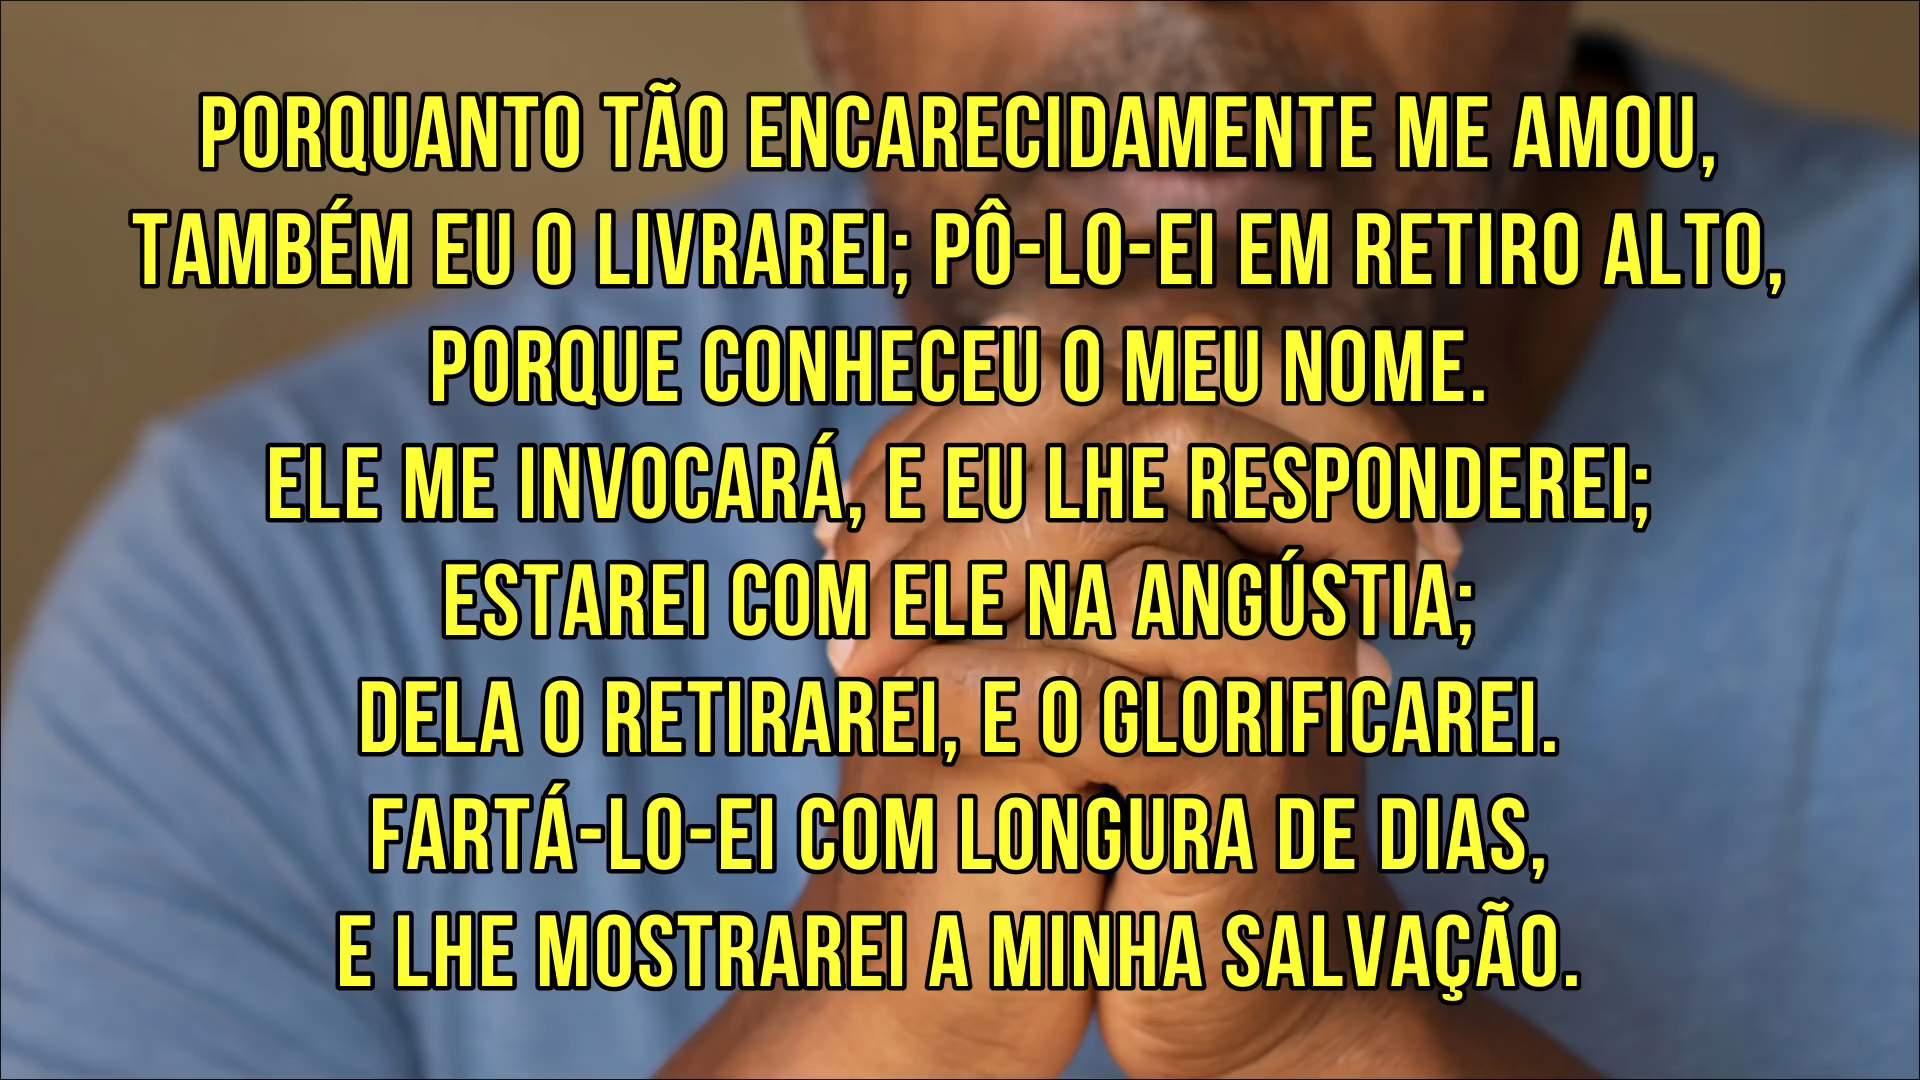 PORQUANTO TÃO ENCARECIDAMENTE ME AMOU,
TAMBÉM EU O LIVRAREI; PÔ-LO-EI EM RETIRO ALTO,
PORQUE CONHECEU O MEU NOME.
ELE ME INVOCARÁ, E EU LHE RESPONDEREI;
ESTAREI COM ELE NA ANGÚSTIA;
DELA O RETIRAREI, E O GLORIFICAREI.
FARTÁ-LO-EI COM LONGURA DE DIAS,
E LHE MOSTRAREI A MINHA SALVAÇÃO.